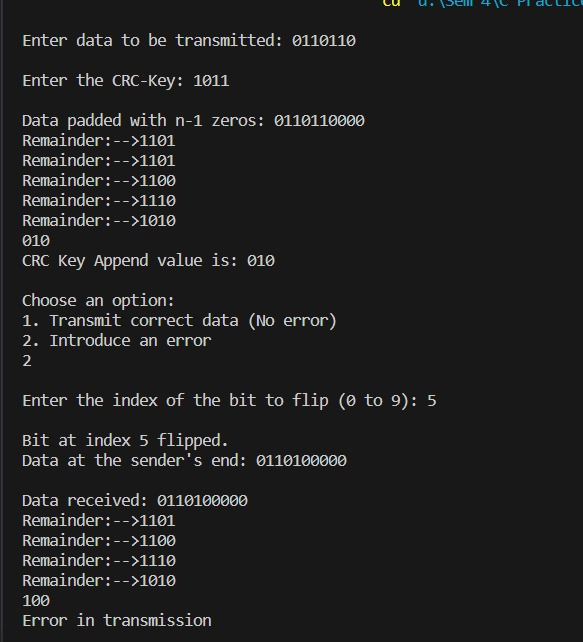 cd "d:\Sem 4\C Practice
Enter data to be transmitted: 0110110
Enter the CRC-Key: 1011
Data padded with n-1 zeros: 0110110000
Remainder:-->1101
Remainder:-->1101
Remainder:-->1100
Remainder:-->1110
Remainder:-->1010
010
CRC Key Append value is: 010
Choose an option:
1. Transmit correct data (No error)
2. Introduce an error
2
Enter the index of the bit to flip (0 to 9): 5
Bit at index 5 flipped.
Data at the sender's end: 0110100000
Data received: 0110100000
Remainder:-->1101
Remainder:-->1100
Remainder:-->1110
Remainder:-->1010
100
Error in transmission